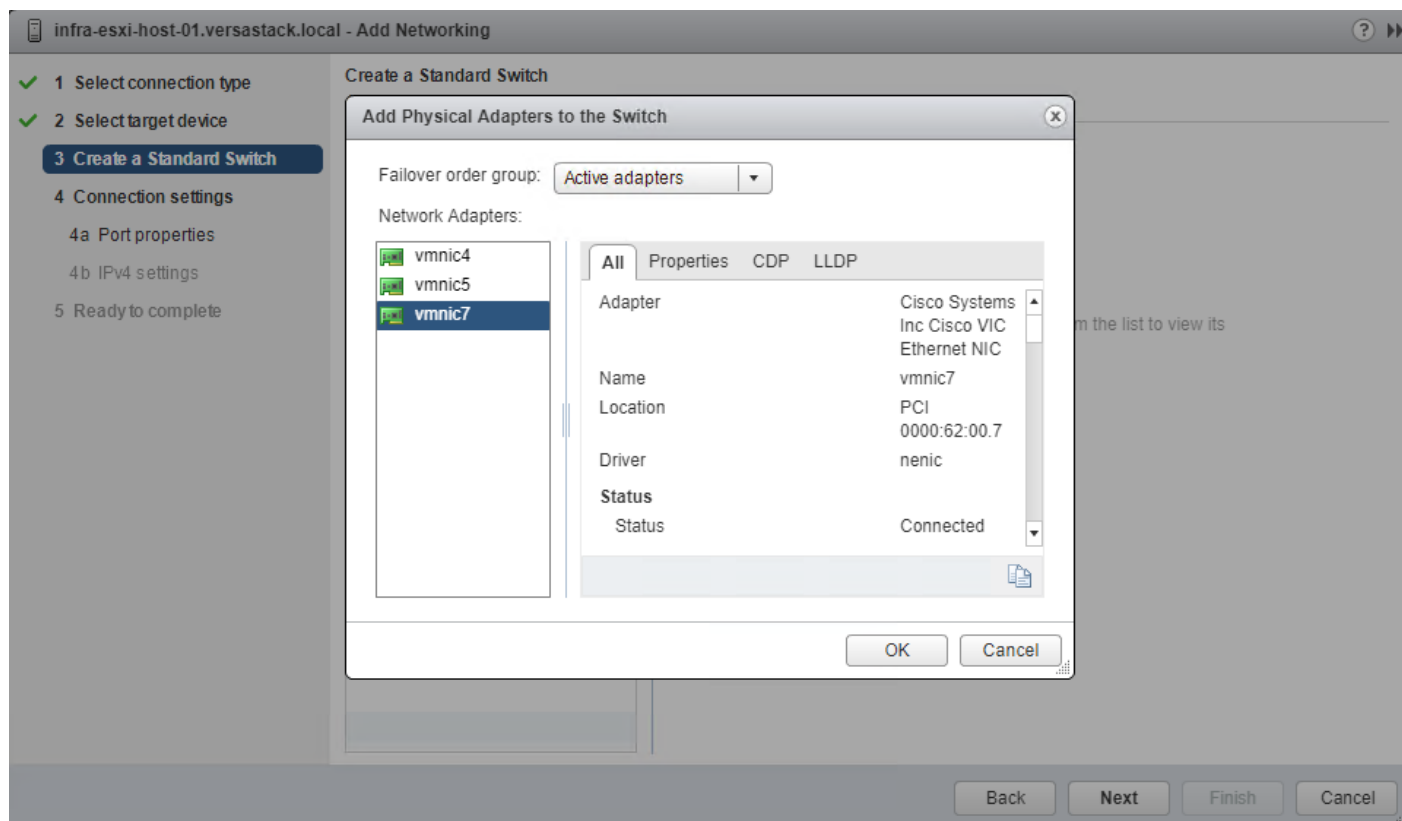 infra-esxi-host-01.versastack.local - Add Networking
?
1 Select connection type
2 Select target device
3 Create a Standard Switch
4 Connection settings
4a Port properties
4b IPv4 settings
5 Ready to complete
Create a Standard Switch
Add Physical Adapters to the Switch
x
Failover order group: Active adapters
Network Adapters:
vmnic4
vmnic5
vmnic7
All Properties CDP LLDP
Adapter Cisco Systems
Inc Cisco VIC
Ethernet NIC
Name vmnic7
Location PCI
0000:62:00.7
Driver nenic
Status
Status Connected
m the list to view its
OK Cancel
Back Next Finish Cancel